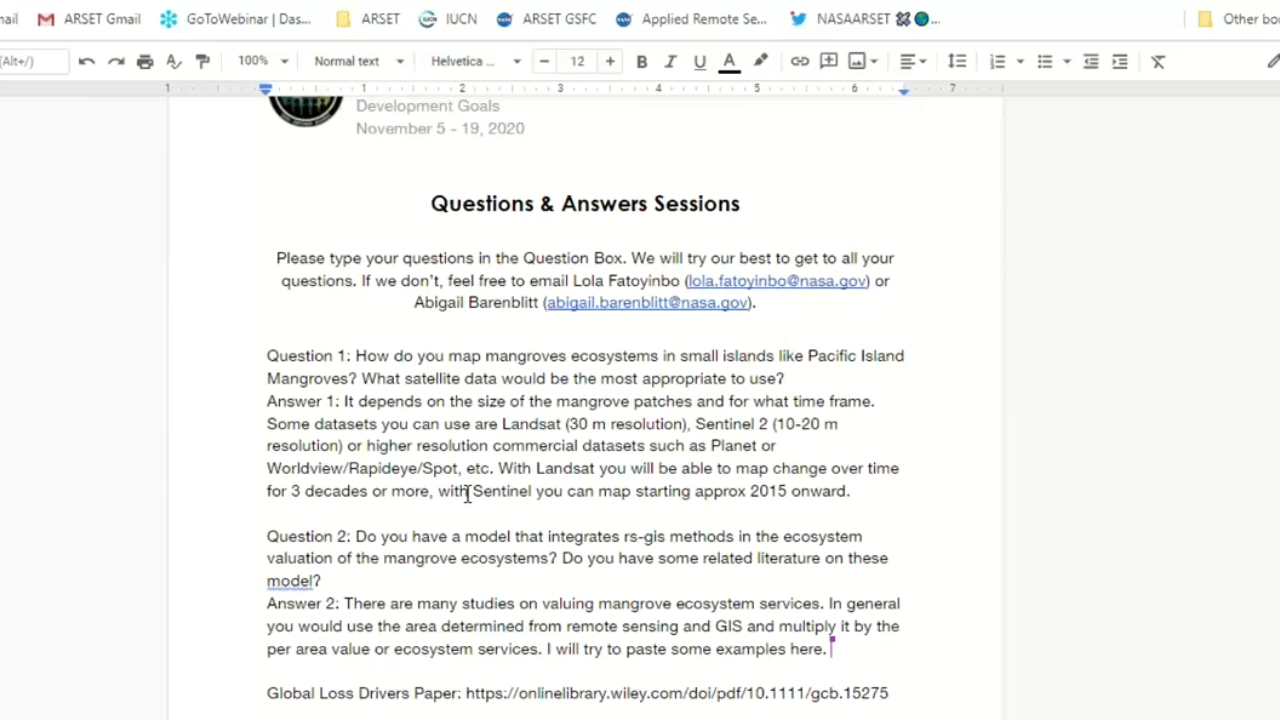 nail ARSET Gmail GoToWebinar | Das... ARSET IUCN ARSET GSFC Applied Remote Se... NASAARSET Other boo
(Alt+/) 100% Normal text Helvetica ... 12 B I U A
1 1 2 3 4 5 6 7
Development Goals
November 5 - 19, 2020
Questions & Answers Sessions
Please type your questions in the Question Box. We will try our best to get to all your
questions. If we don't, feel free to email Lola Fatoyinbo (lola.fatoyinbo@nasa.gov) or
Abigail Barenblitt (abigail.barenblitt@nasa.gov).
Question 1: How do you map mangroves ecosystems in small islands like Pacific Island
Mangroves? What satellite data would be the most appropriate to use?
Answer 1: It depends on the size of the mangrove patches and for what time frame.
Some datasets you can use are Landsat (30 m resolution), Sentinel 2 (10-20 m
resolution) or higher resolution commercial datasets such as Planet or
Worldview/Rapideye/Spot, etc. With Landsat you will be able to map change over time
for 3 decades or more, with Sentinel you can map starting approx 2015 onward.
Question 2: Do you have a model that integrates rs-gis methods in the ecosystem
valuation of the mangrove ecosystems? Do you have some related literature on these
model?
Answer 2: There are many studies on valuing mangrove ecosystem services. In general
you would use the area determined from remote sensing and GIS and multiply it by the
per area value or ecosystem services. I will try to paste some examples here.
Global Loss Drivers Paper: https://onlinelibrary.wiley.com/doi/pdf/10.1111/gcb.15275